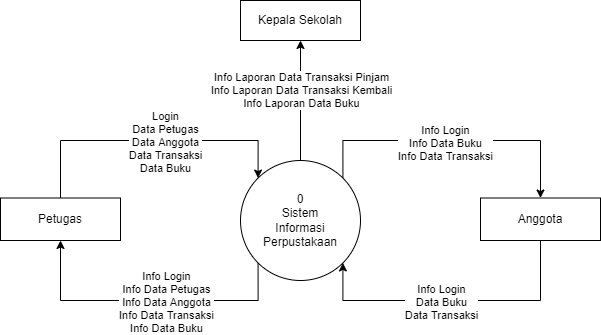 Kepala Sekolah
Info Laporan Data Transaksi Pinjam
Info Laporan Data Transaksi Kembali
Info Laporan Data Buku
Login
Data Petugas
Data Anggota
Data Transaksi
Data Buku
Info Login
Info Data Buku
Info Data Transaksi
Petugas
0
Sistem
Informasi
Perpustakaan
Anggota
Info Login
Info Data Petugas
Info Data Anggota
Info Data Transaksi
Info Data Buku
Info Login
Data Buku
Data Transaksi